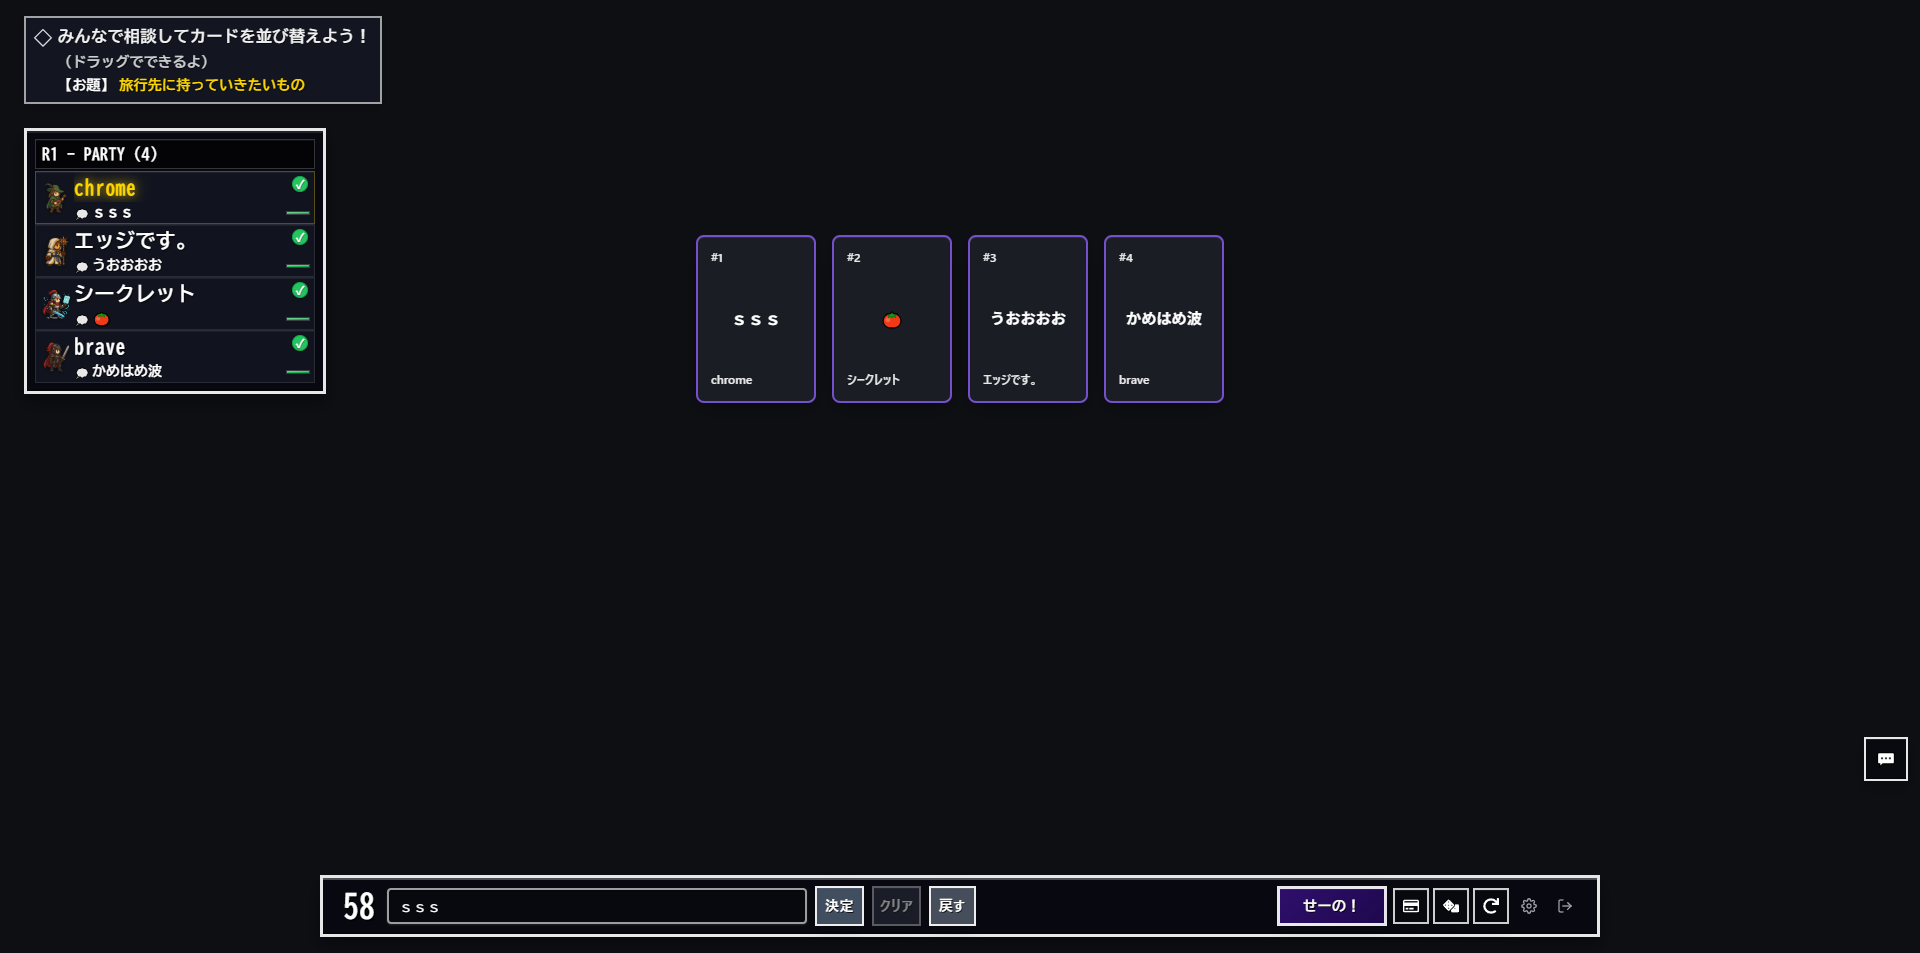 みんなで相談してカードを並び替えよう！
（ドラッグでできるよ）
【お題】 旅行先に持っていきたいもの
R1 - PARTY (4)
chrome
ｓｓｓ
エッジです。
うおおおお
シークレット
brave
かめはめ波
#1
ｓｓｓ
chrome
#2
シークレット
#3
うおおおお
エッジです。
#4
かめはめ波
brave
58 ｓｓｓ 決定 クリア 戻す せーの！